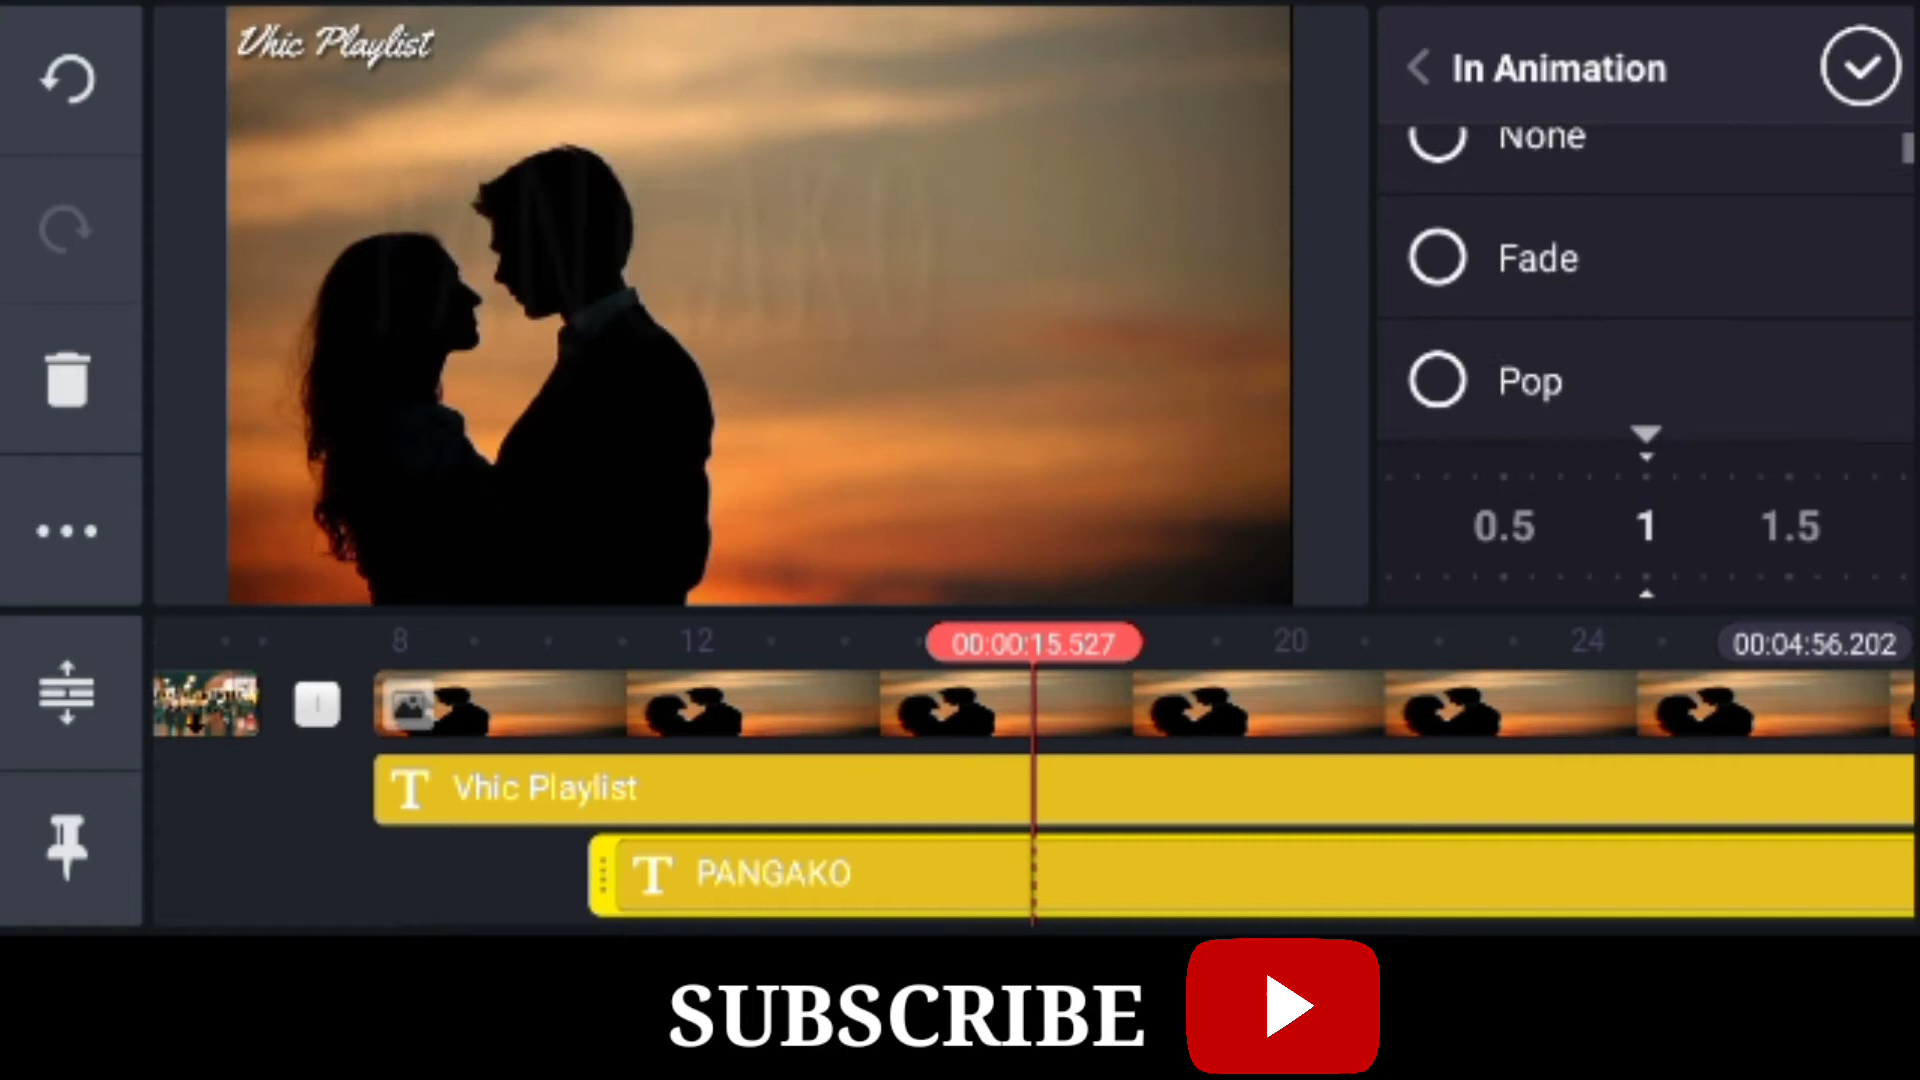 Vhic Playlist
In Animation
None
Fade
Pop
0.5 1 1.5
PANGAKO
8 12 00:00:15.527 20 24 00:04:56.202
Vhic Playlist
PANGAKO
SUBSCRIBE